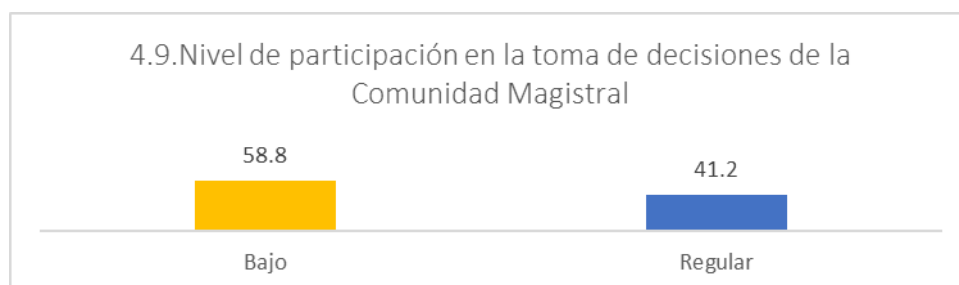 4.9.Nivel de participación en la toma de decisiones de la
Comunidad Magistral
58.8
41.2
Bajo
Regular